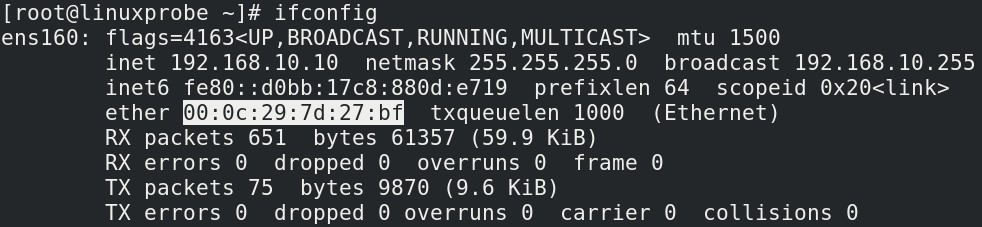 [root@linuxprobe ~]# ifconfig
ens160: flags=4163<UP,BROADCAST,RUNNING,MULTICAST>  mtu 1500
        inet 192.168.10.10  netmask 255.255.255.0  broadcast 192.168.10.255
        inet6 fe80::d0bb:17c8:880d:e719  prefixlen 64  scopeid 0x20<link>
        ether 00:0c:29:7d:27:bf  txqueuelen 1000  (Ethernet)
        RX packets 651  bytes 61357 (59.9 KiB)
        RX errors 0  dropped 0  overruns 0  frame 0
        TX packets 75  bytes 9870 (9.6 KiB)
        TX errors 0  dropped 0 overruns 0  carrier 0  collisions 0